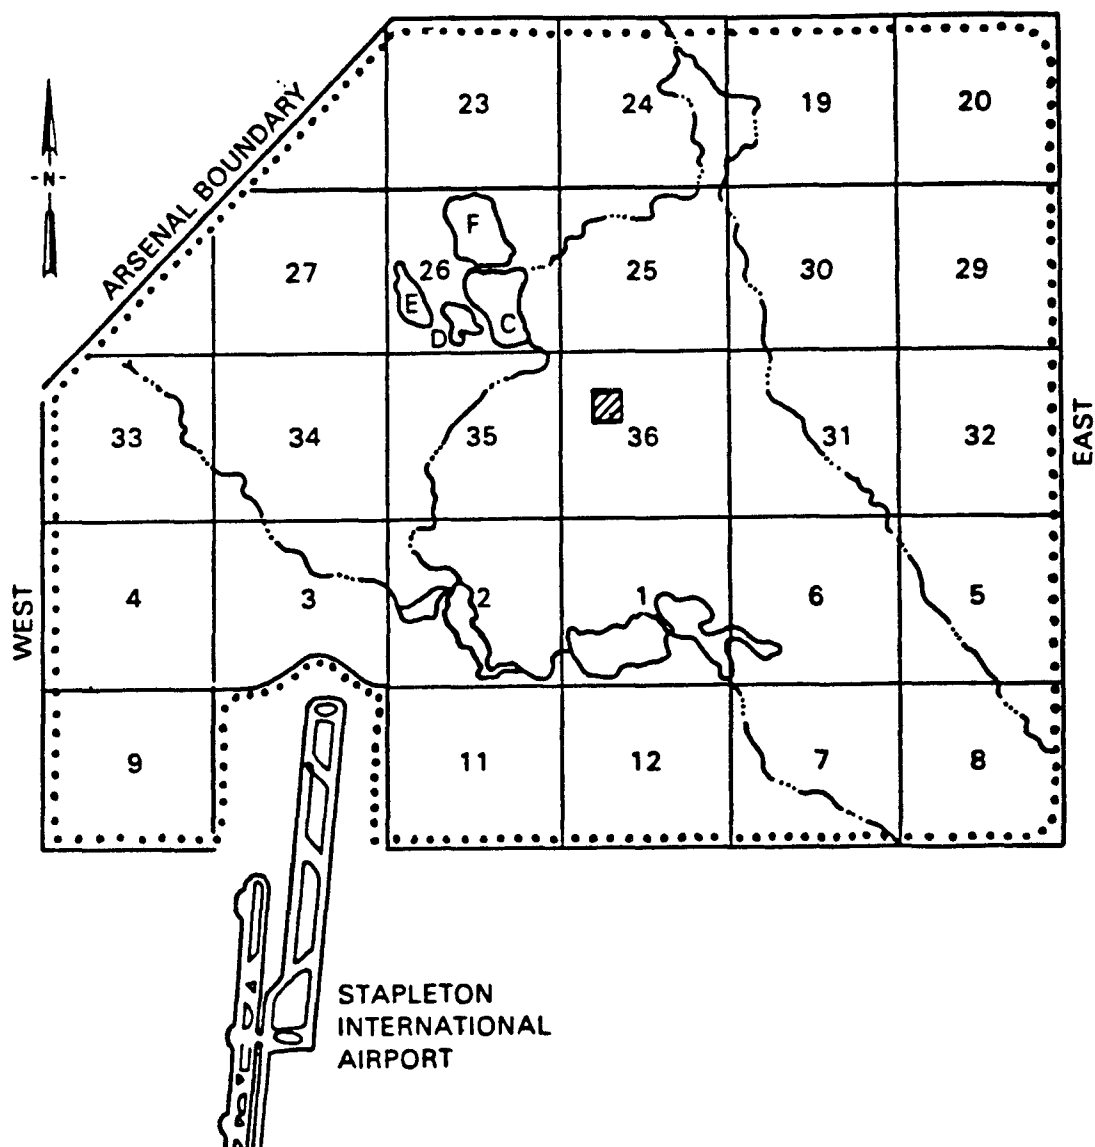 23 24 19 20
ARSENAL BOUNDARY
N
F
27 26 25 30 29
E
D C
33 34 35 36 31 32
EAST
WEST
4 3 2 1 6 5
9 11 12 7 8
STAPLETON
INTERNATIONAL
AIRPORT